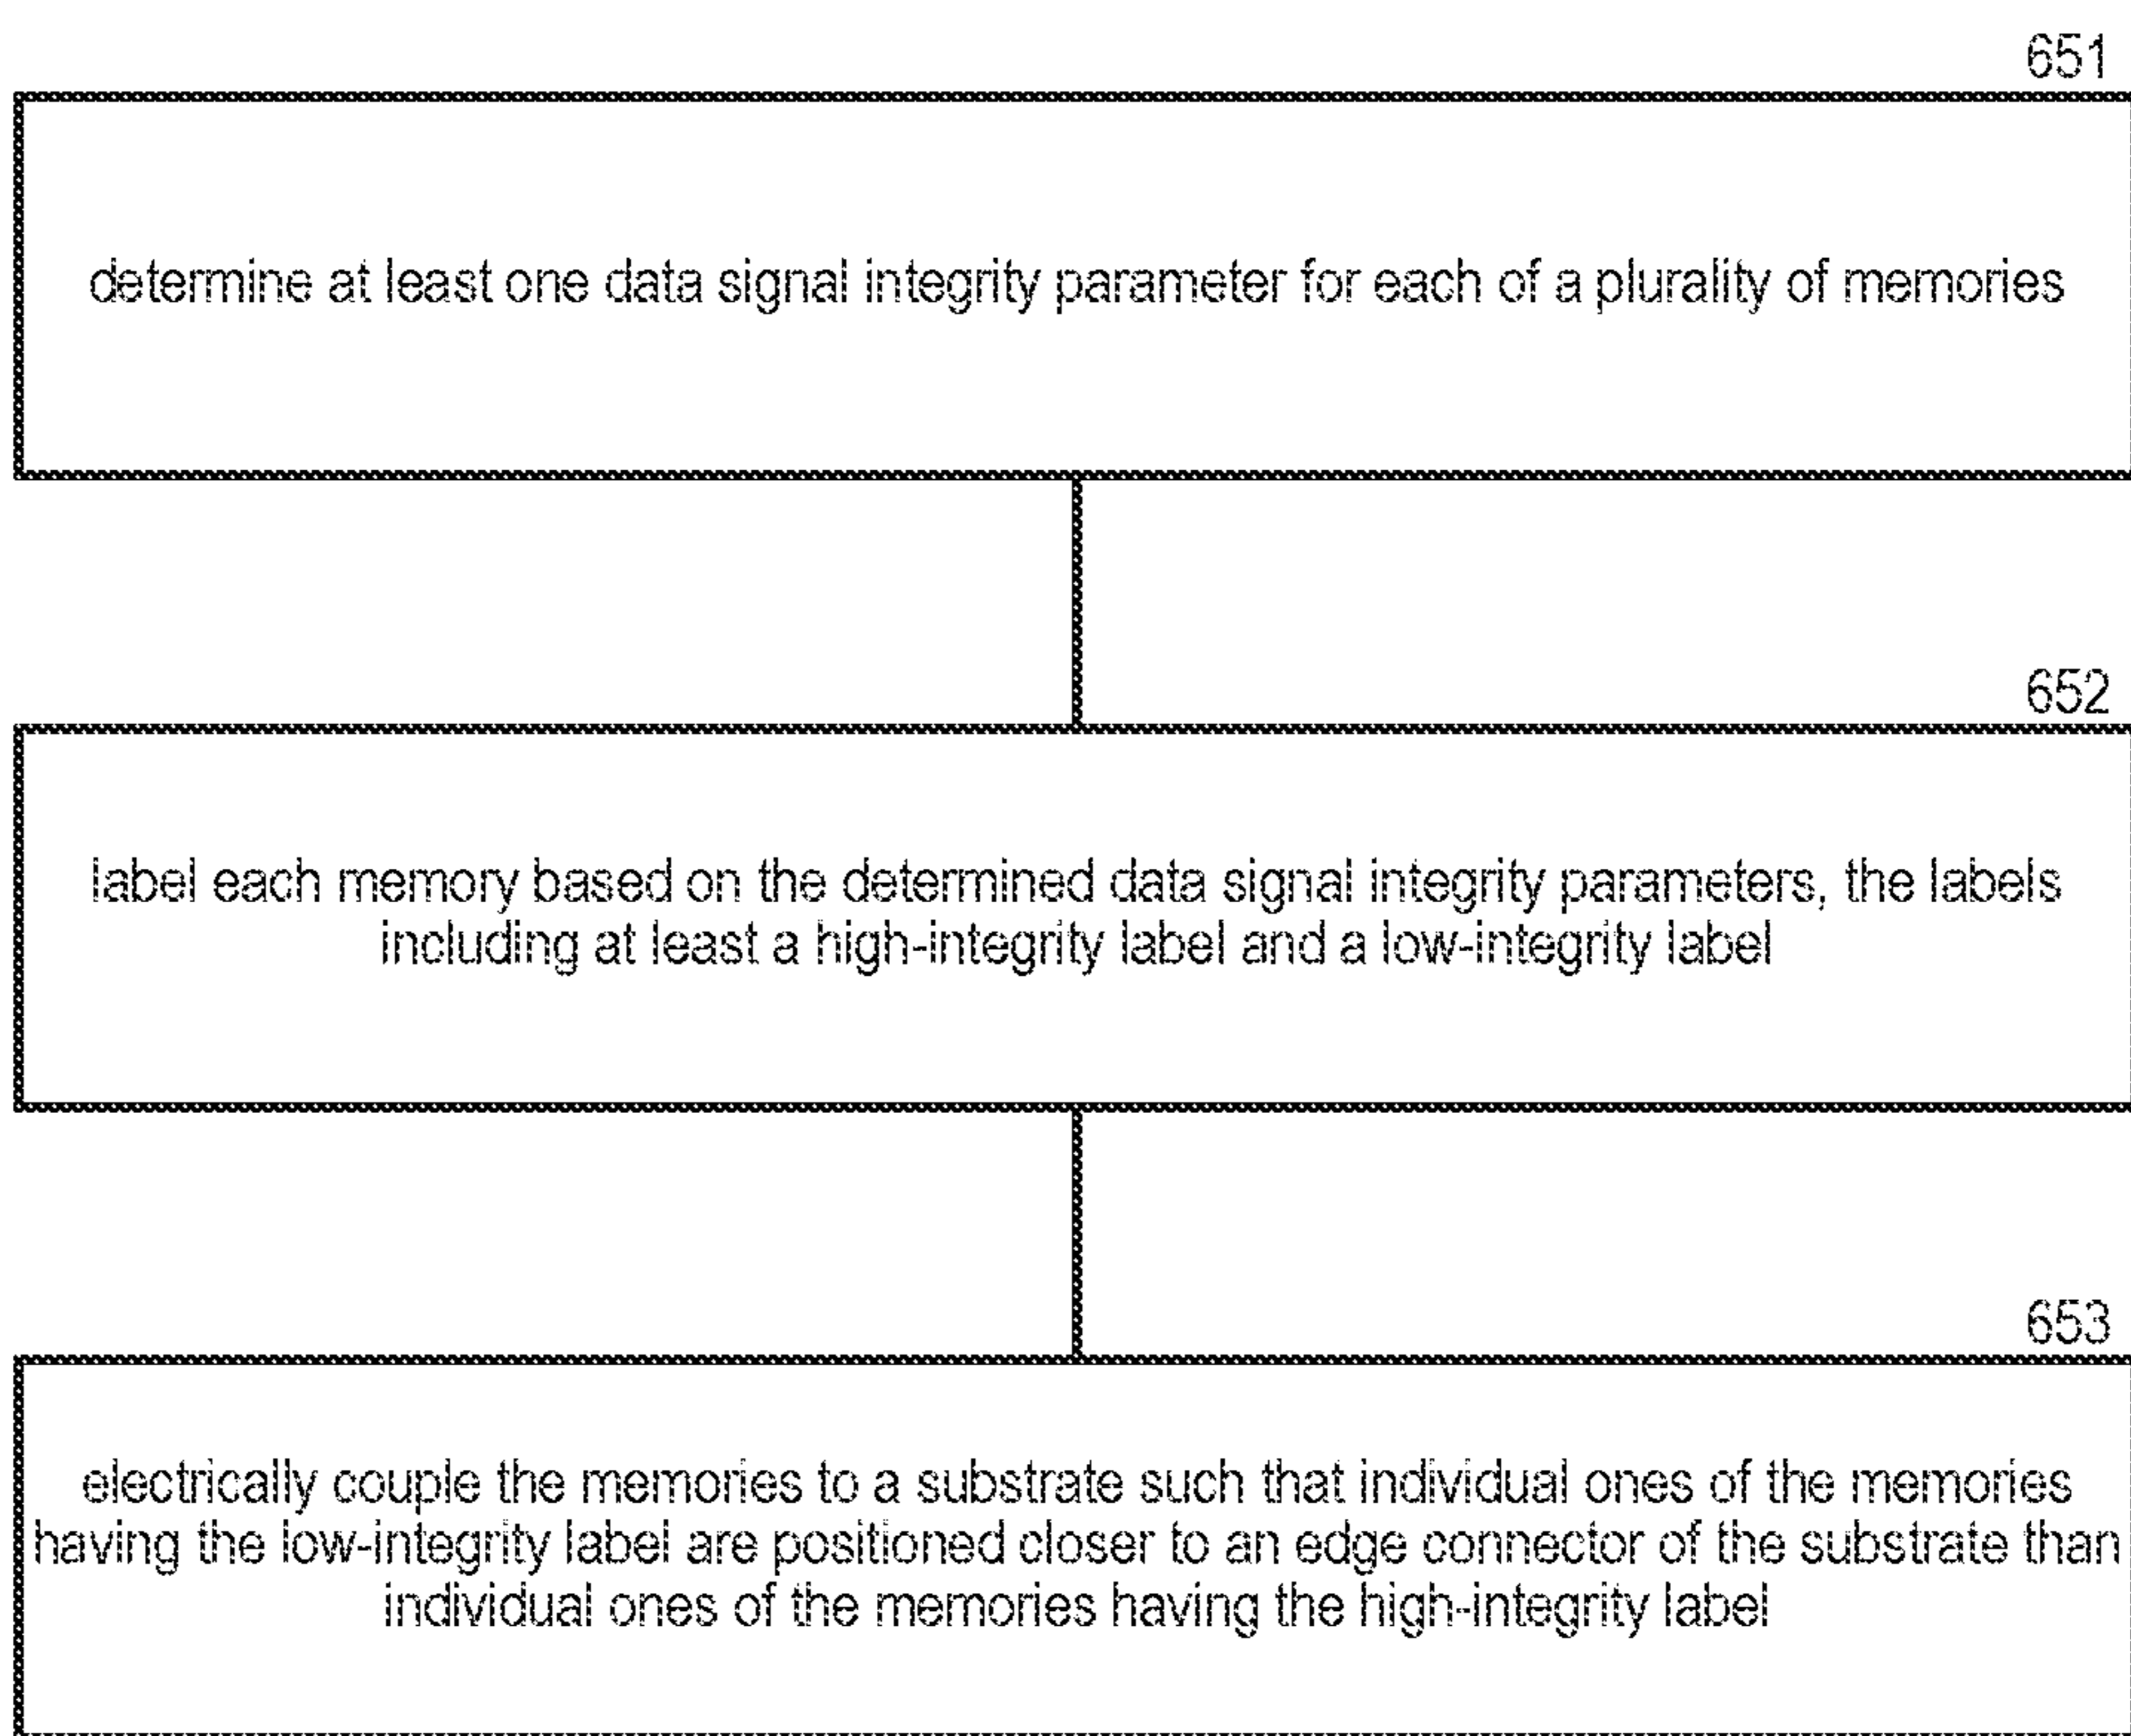 651
determine at least one data signal integrity parameter for each of a plurality of memories
652
label each memory based on the determined data signal integrity parameters, the labels
including at least a high-integrity label and a low-integrity label
653
electrically couple the memories to a substrate such that individual ones of the memories
having the low-integrity label are positioned closer to an edge connector of the substrate than
individual ones of the memories having the high-integrity label